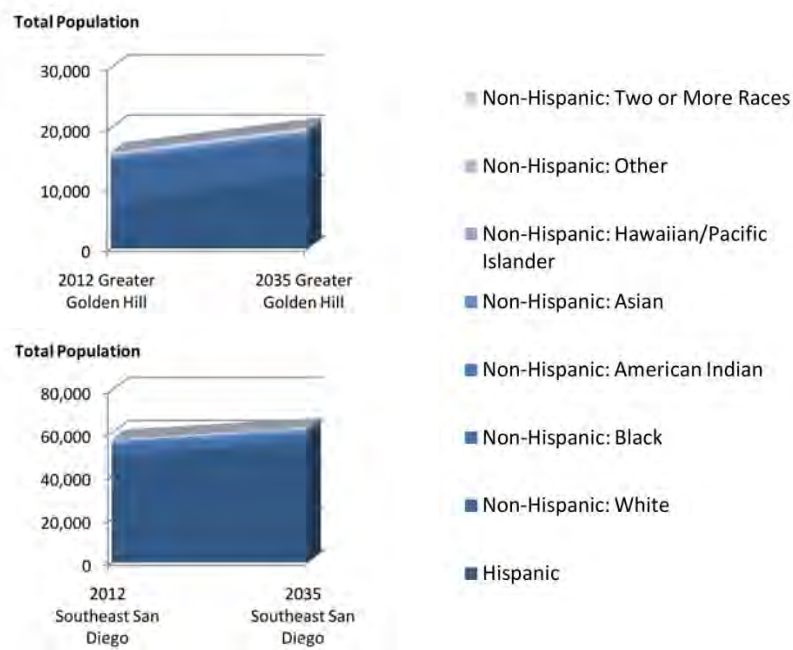 Total Population
30,000
20,000
10,000
0
2012 Greater
Golden Hill
2035 Greater
Golden Hill
Total Population
80,000
60,000
40,000
20,000
0
2012
Southeast San
Diego
2035
Southeast San
Diego
Non-Hispanic: Two or More Races
Non-Hispanic: Other
Non-Hispanic: Hawaiian/Pacific
Islander
Non-Hispanic: Asian
Non-Hispanic: American Indian
Non-Hispanic: Black
Non-Hispanic: White
Hispanic